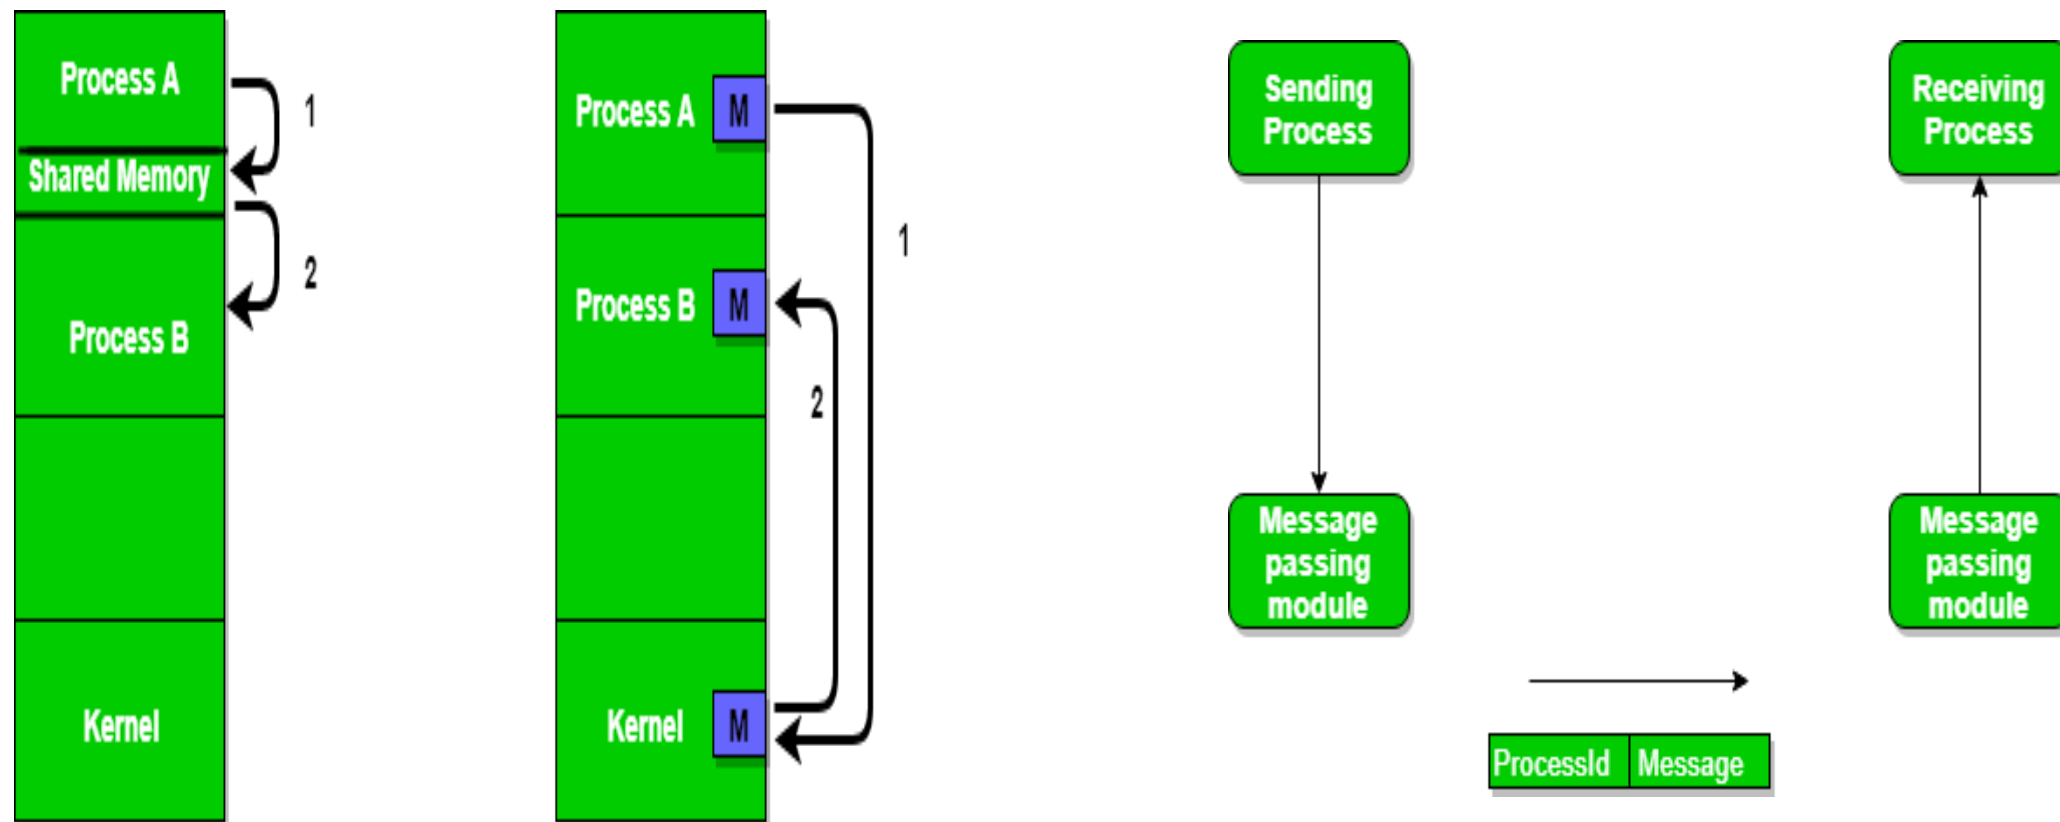 Process A
1
Shared Memory
2
Process B
Kernel
Process A
M
1
Process B
M
2
Kernel
M
Sending
Process
Message
passing
module
Receiving
Process
Message
passing
module
ProcessId
Message